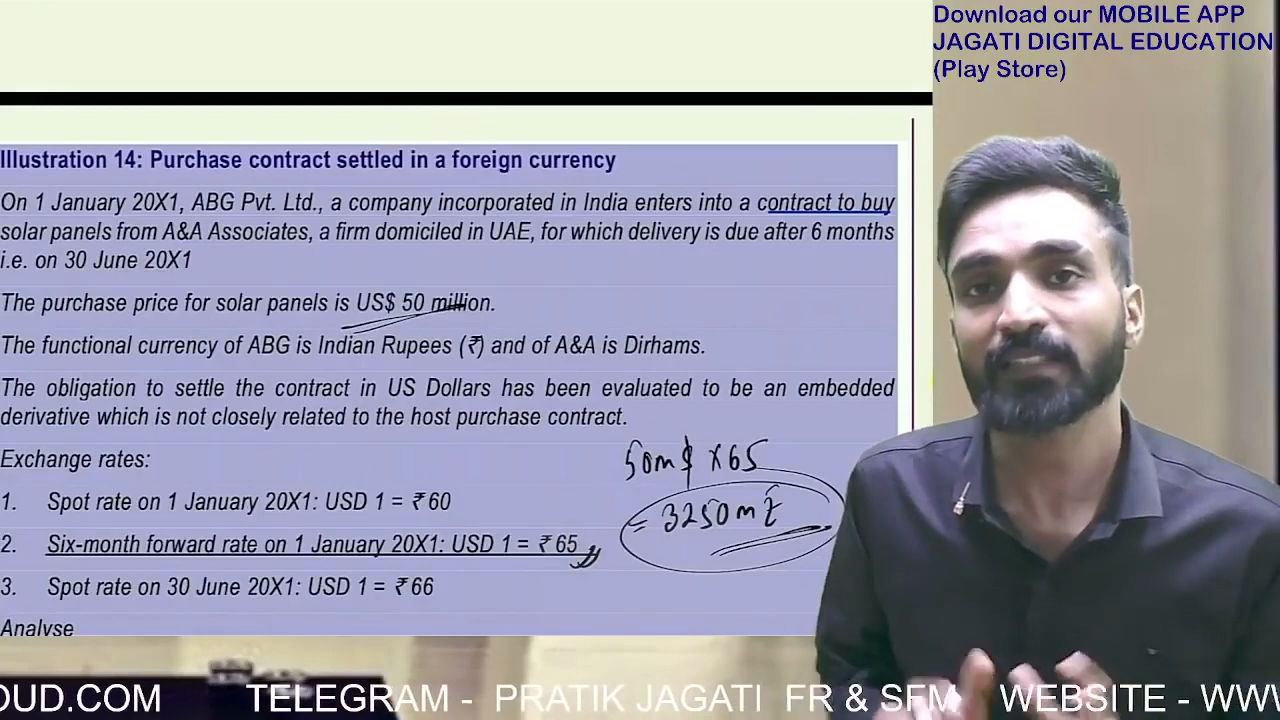 Download our MOBILE APP
JAGATI DIGITAL EDUCATION
(Play Store)
Illustration 14: Purchase contract settled in a foreign currency
On 1 January 20X1, ABG Pvt. Ltd., a company incorporated in India enters into a contract to buy
solar panels from A&A Associates, a firm domiciled in UAE, for which delivery is due after 6 months
i.e. on 30 June 20X1
The purchase price for solar panels is US$ 50 million.
The functional currency of ABG is Indian Rupees (₹) and of A&A is Dirhams.
The obligation to settle the contract in US Dollars has been evaluated to be an embedded
derivative which is not closely related to the host purchase contract.
Exchange rates:
50m$ x 65
1. Spot rate on 1 January 20X1: USD 1 = ₹ 60
= 3250m ₹
2. Six-month forward rate on 1 January 20X1: USD 1 = ₹ 65
3. Spot rate on 30 June 20X1: USD 1 = ₹ 66
Analyse
OUD.COM TELEGRAM - PRATIK JAGATI FR & SFM WEBSITE - WWW